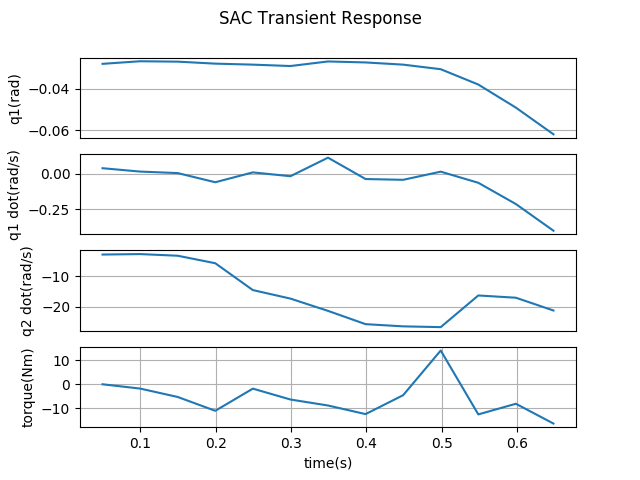 SAC Transient Response
q1(rad)
−0.04
−0.06
q1 dot(rad/s)
0.00
−0.25
q2 dot(rad/s)
−10
−20
torque(Nm)
10
0
−10
0.1 0.2 0.3 0.4 0.5 0.6
time(s)